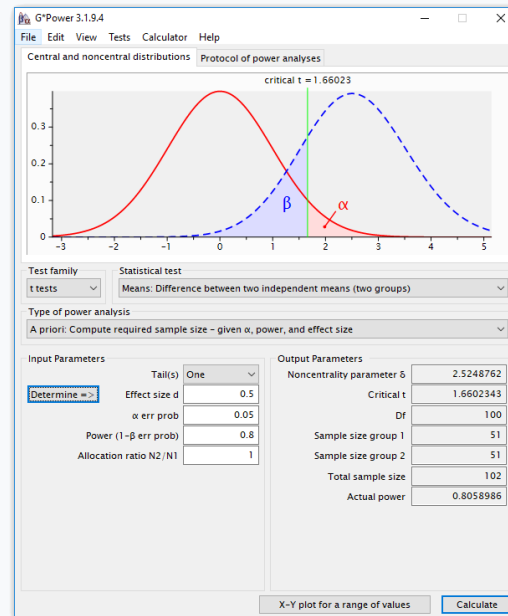 G*Power 3.1.9.4
File Edit View Tests Calculator Help
Central and noncentral distributions Protocol of power analyses
critical t = 1.66023
0.3
0.2
0.1
0
β
α
-3 -2 -1 0 1 2 3 4 5
Test family
t tests
Statistical test
Means: Difference between two independent means (two groups)
Type of power analysis
A priori: Compute required sample size – given α, power, and effect size
Input Parameters
Tail(s) One
Determine => Effect size d 0.5
α err prob 0.05
Power (1-β err prob) 0.8
Allocation ratio N2/N1 1
Output Parameters
Noncentrality parameter δ 2.5248762
Critical t 1.6602343
Df 100
Sample size group 1 51
Sample size group 2 51
Total sample size 102
Actual power 0.8058986
X-Y plot for a range of values Calculate